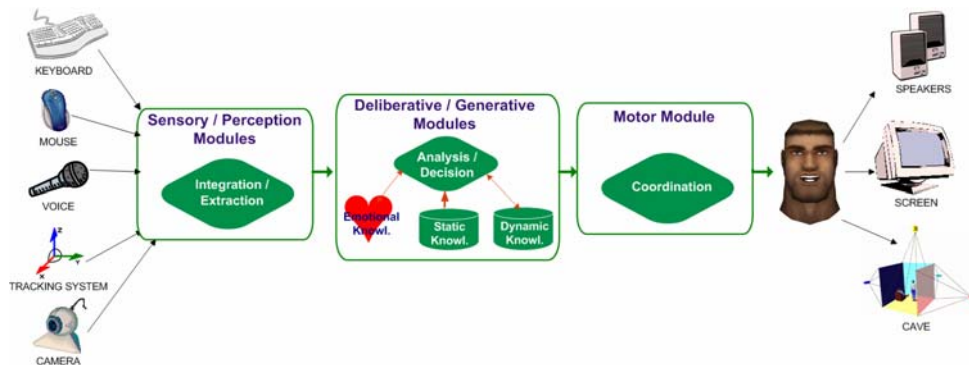 KEYBOARD
MOUSE
VOICE
Z
Y
X
TRACKING SYSTEM
CAMERA
Sensory / Perception
Modules
Integration /
Extraction
Deliberative / Generative
Modules
Analysis /
Decision
Emotional
Knowl.
Static
Knowl.
Dynamic
Knowl.
Motor Module
Coordination
SPEAKERS
SCREEN
CAVE